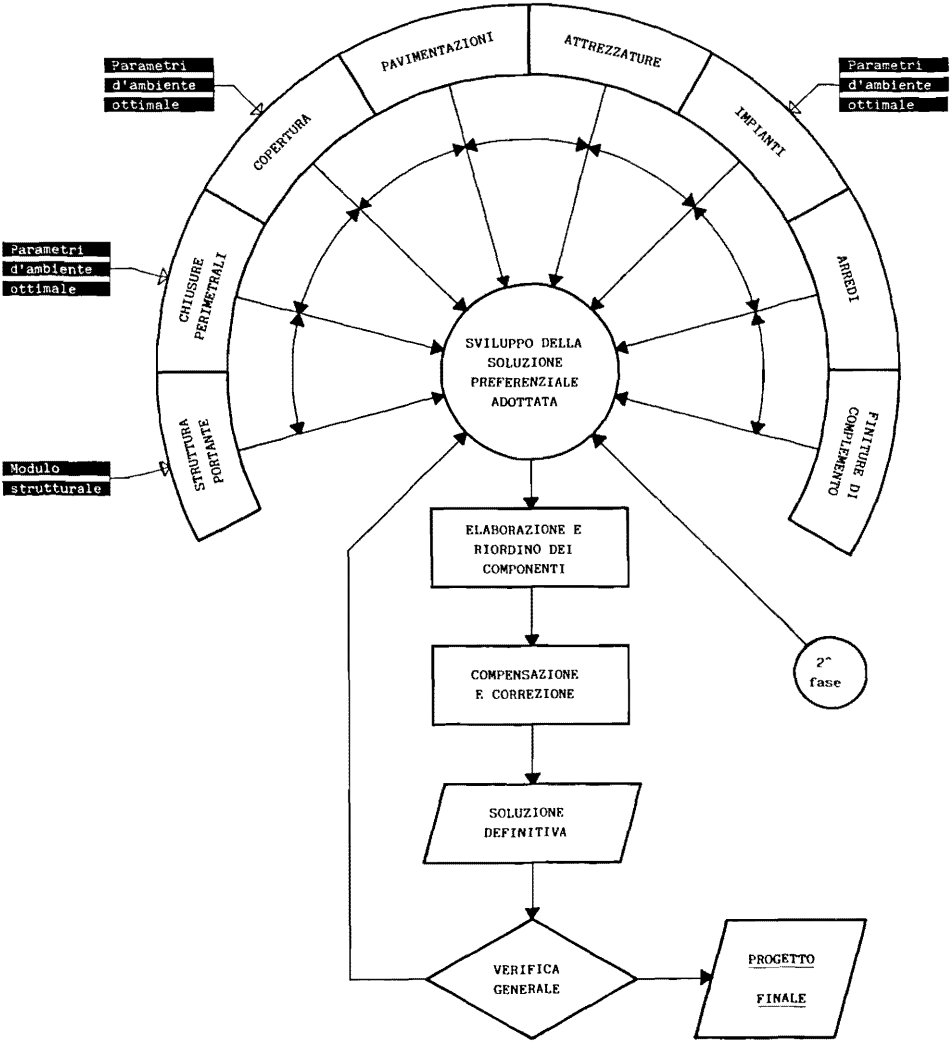 PAVIMENTAZIONI
ATTREZZATURE
Parametri
d'ambiente
ottimale
Parametri
d'ambiente
ottimale
COPERTURA
IMPIANTI
Parametri
d'ambiente
ottimale
CHIUSURE
PERIMETRALI
ARREDI
SVILUPPO DELLA
SOLUZIONE
PREFERENZIALE
ADOTTATA
Modulo
strutturale
STRUTTURA
PORTANTE
FINITURE DI
COMPLEMENTO
ELABORAZIONE E
RIORDINO DEI
COMPONENTI
2^
fase
COMPENSAZIONE
E CORREZIONE
SOLUZIONE
DEFINITIVA
VERIFICA
GENERALE
PROGETTO
FINALE